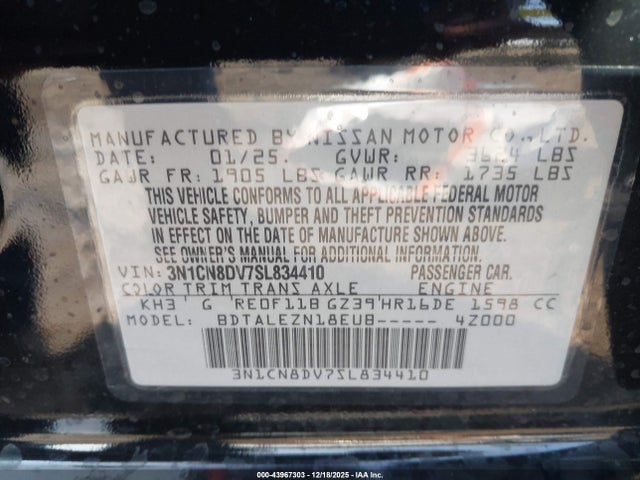 MANUFACTURED BY NISSAN MOTOR CO., LTD.
DATE: 01/25. GVWR: 3624 LBS
GAWR FR: 1905 LBS GAWR RR: 1735 LBS
THIS VEHICLE CONFORMS TO ALL APPLICABLE FEDERAL MOTOR
VEHICLE SAFETY, BUMPER AND THEFT PREVENTION STANDARDS
IN EFFECT ON THE DATE OF MANUFACTURE SHOWN ABOVE.
SEE OWNER'S MANUAL FOR ADDITIONAL INFORMATION.
VIN: 3N1CN8DV7SL834410 PASSENGER CAR.
COLOR TRIM TRANS AXLE ENGINE
KH3 G RE0F11B GZ39 HR16DE 1598 CC
MODEL: BDTALEZN18EUB----- 4Z000
3N1CN8DV7SL834410
000-43967303 - 12/18/2025 - IAA Inc.